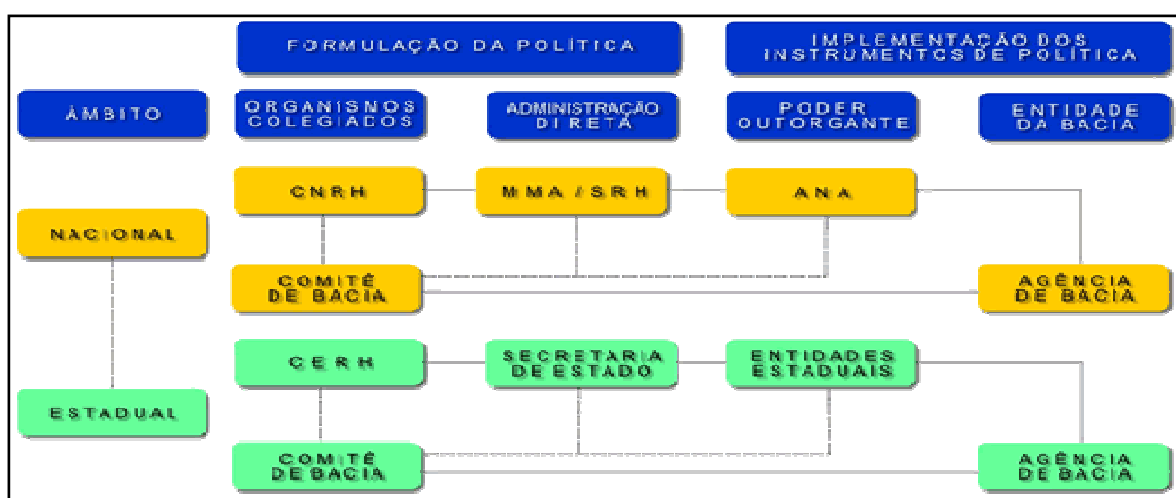 FORMULAÇÃO DA POLÍTICA
IMPLEMENTAÇÃO DOS
INSTRUMENTOS DE POLÍTICA
ÂMBITO
ORGANISNOS
COLEGIADOS
ADMINISTRAÇÃO
DIRETA
PODER
OUTORGANTE
ENTIDADE
DA BACIA
NACIONAL
CNRH
MMA / SRH
ANA
COMITÊ
DE BACIA
AGÊNCIA
DE BACIA
ESTADUAL
CERH
SECRETARIA
DE ESTADO
ENTIDADES
ESTADUAIS
COMITÊ
DE BACIA
AGÊNCIA
DE BACIA